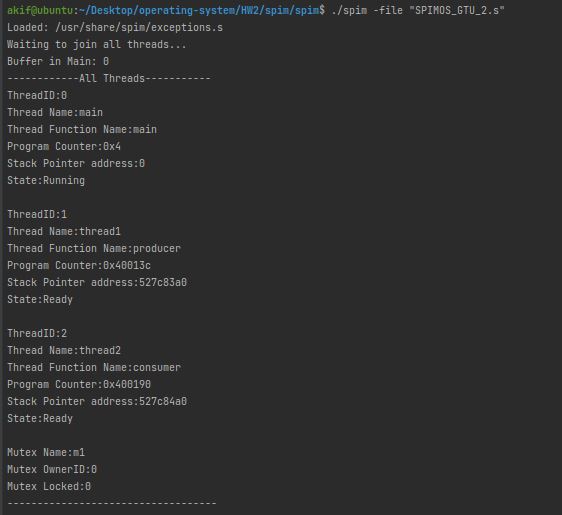 akif@ubuntu:~/Desktop/operating-system/HW2/spim/spim$ ./spim -file "SPIMOS_GTU_2.s"
Loaded: /usr/share/spim/exceptions.s
Waiting to join all threads...
Buffer in Main: 0
------------All Threads-----------
ThreadID:0
Thread Name:main
Thread Function Name:main
Program Counter:0x4
Stack Pointer address:0
State:Running
ThreadID:1
Thread Name:thread1
Thread Function Name:producer
Program Counter:0x40013c
Stack Pointer address:527c83a0
State:Ready
ThreadID:2
Thread Name:thread2
Thread Function Name:consumer
Program Counter:0x400190
Stack Pointer address:527c84a0
State:Ready
Mutex Name:m1
Mutex OwnerID:0
Mutex Locked:0
-----------------------------------